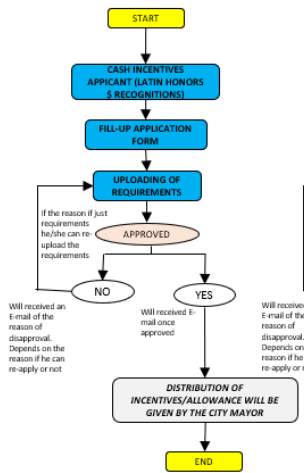 START
CASH INCENTIVES
APPICANT (LATIN HONORS
$ RECOGNITIONS)
FILL-UP APPLICATION
FORM
UPLOADING OF
REQUIREMENTS
If the reason if just
requirements
he/she can re-
upload the
requirements
APPROVED
NO
YES
Will received an
E-mail of the
reason of
disapproval.
Depends on the
reason if he can
re-apply or not
Will received E-
mail once
approved
Will received
E-mail of the
reason of
disapproval.
Depends on
reason if he
re-apply or
DISTRIBUTION OF
INCENTIVES/ALLOWANCE WILL BE
GIVEN BY THE CITY MAYOR
END